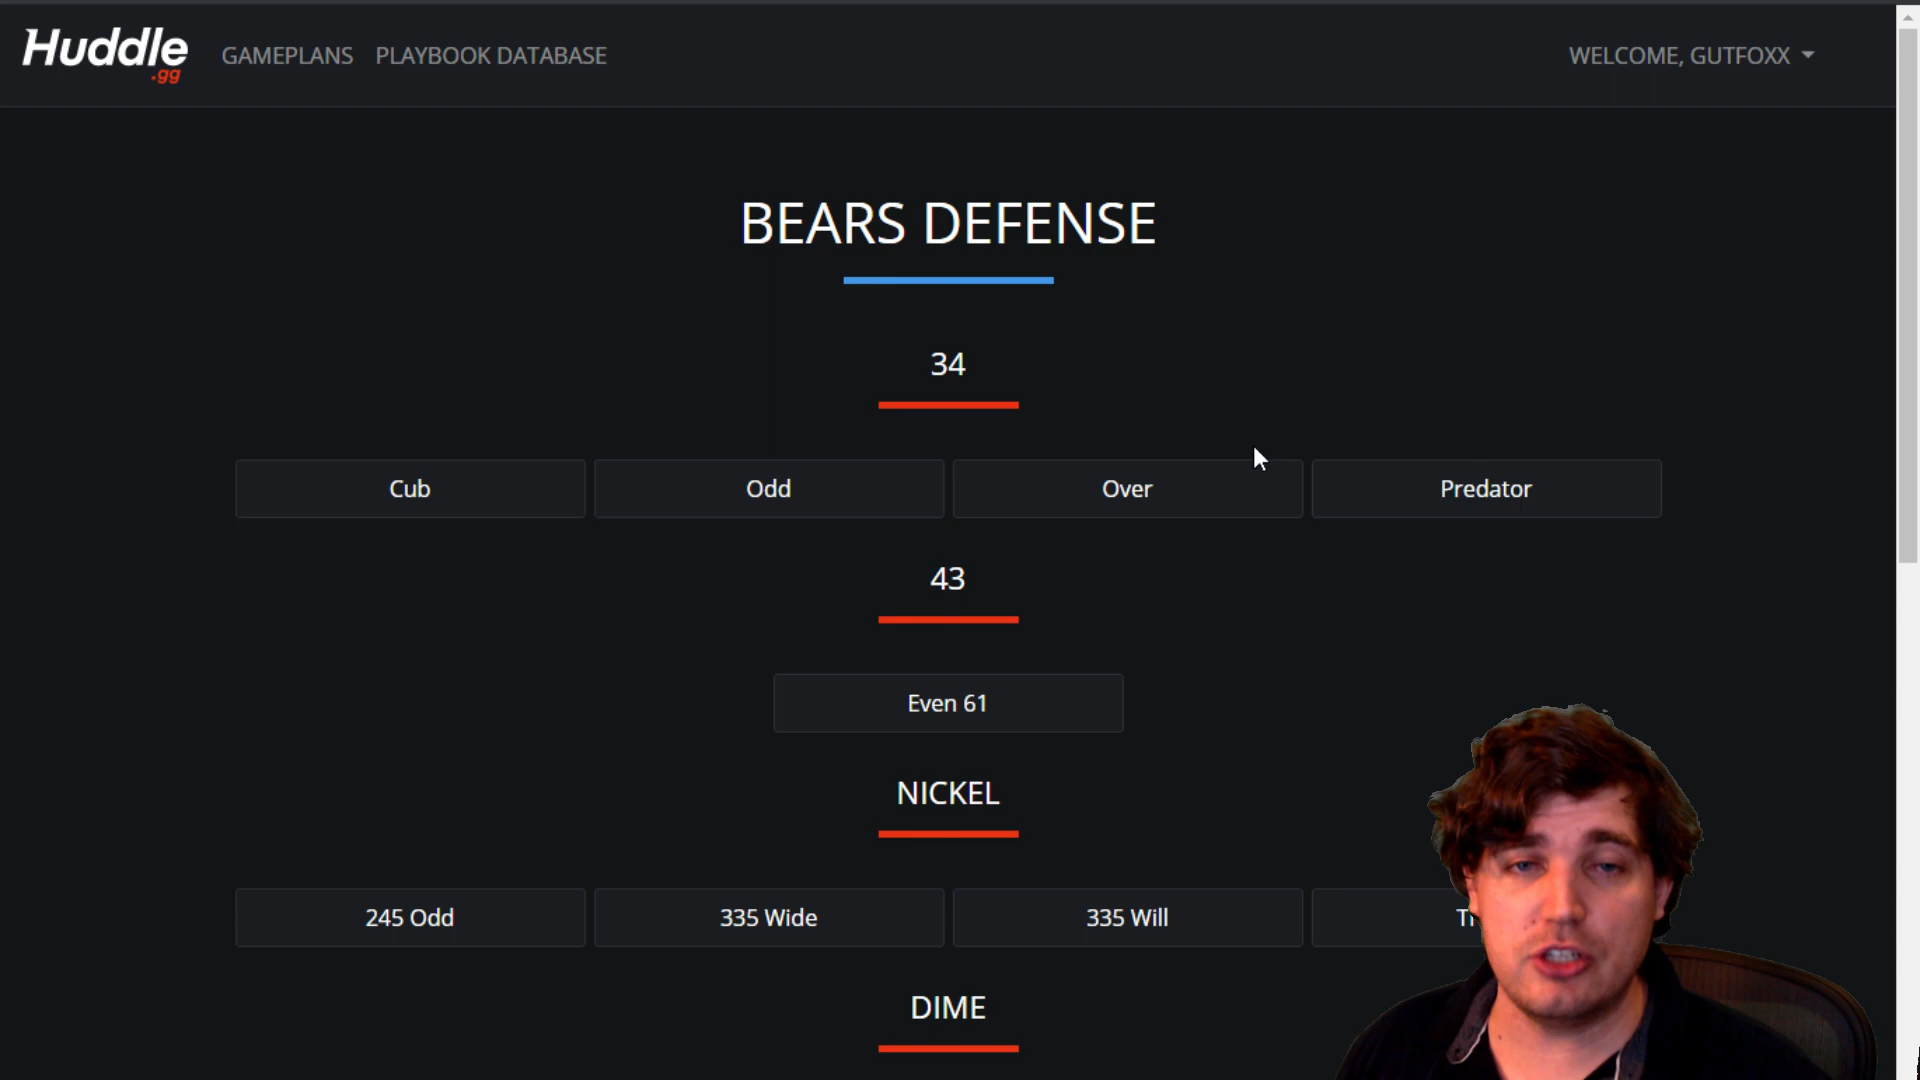 Huddle.gg GAMEPLANS PLAYBOOK DATABASE WELCOME, GUTFOXX
BEARS DEFENSE
34
Cub Odd Over Predator
43
Even 61
NICKEL
245 Odd 335 Wide 335 Will
DIME